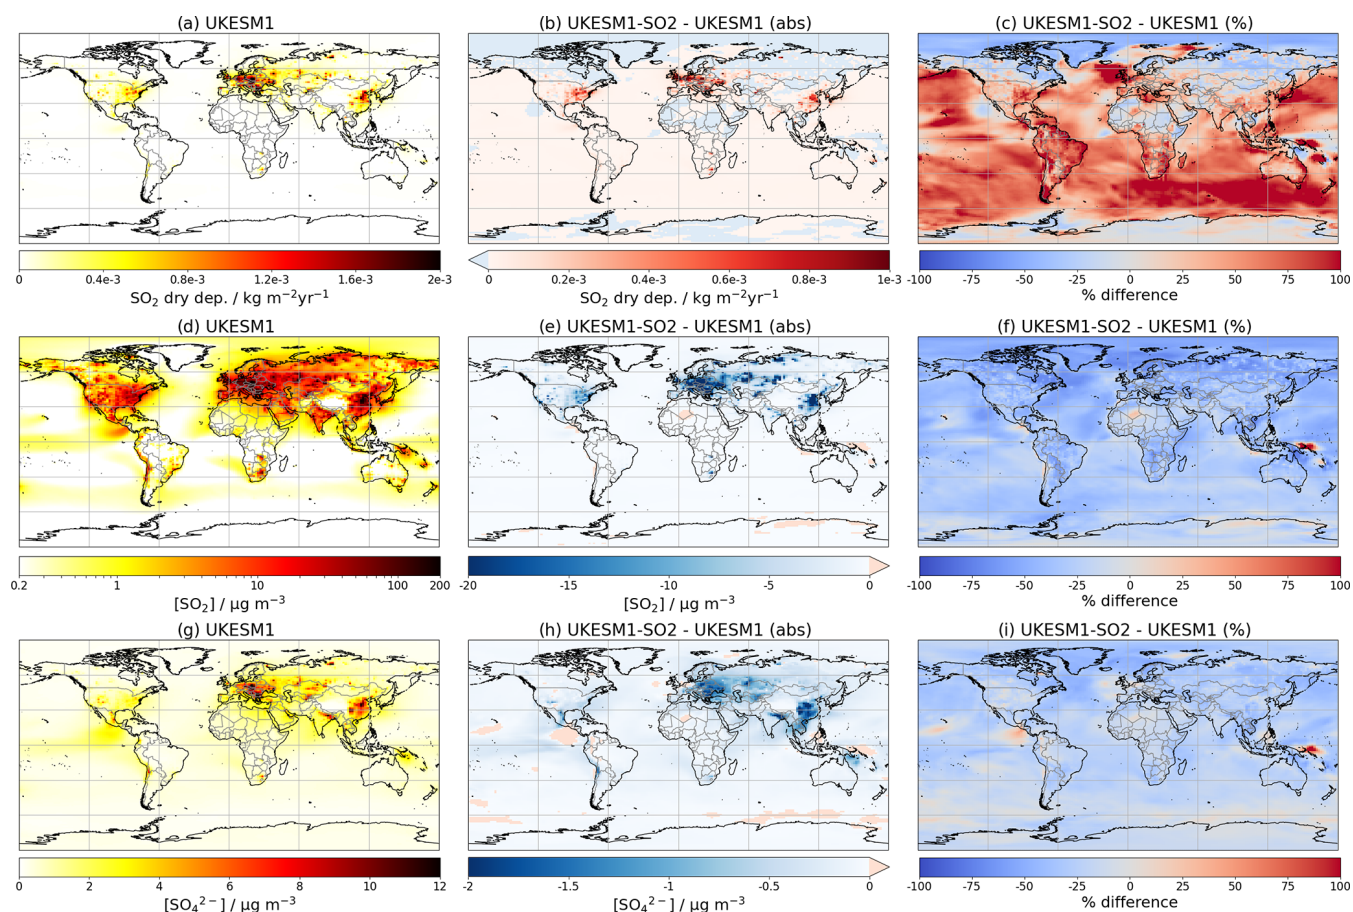 (a) UKESM1
(b) UKESM1-SO2 - UKESM1 (abs)
(c) UKESM1-SO2 - UKESM1 (%)
0 0.4e-3 0.8e-3 1.2e-3 1.6e-3 2e-3
SO₂ dry dep. / kg m⁻²yr⁻¹
0 0.2e-3 0.4e-3 0.6e-3 0.8e-3 1e-3
SO₂ dry dep. / kg m⁻²yr⁻¹
-100 -75 -50 -25 0 25 50 75 100
% difference
(d) UKESM1
(e) UKESM1-SO2 - UKESM1 (abs)
(f) UKESM1-SO2 - UKESM1 (%)
0.2 1 10 100 200
[SO₂] / μg m⁻³
-20 -15 -10 -5 0
[SO₂] / μg m⁻³
-100 -75 -50 -25 0 25 50 75 100
% difference
(g) UKESM1
(h) UKESM1-SO2 - UKESM1 (abs)
(i) UKESM1-SO2 - UKESM1 (%)
0 2 4 6 8 10 12
[SO₄²⁻] / μg m⁻³
-2 -1.5 -1 -0.5 0
[SO₄²⁻] / μg m⁻³
-100 -75 -50 -25 0 25 50 75 100
% difference